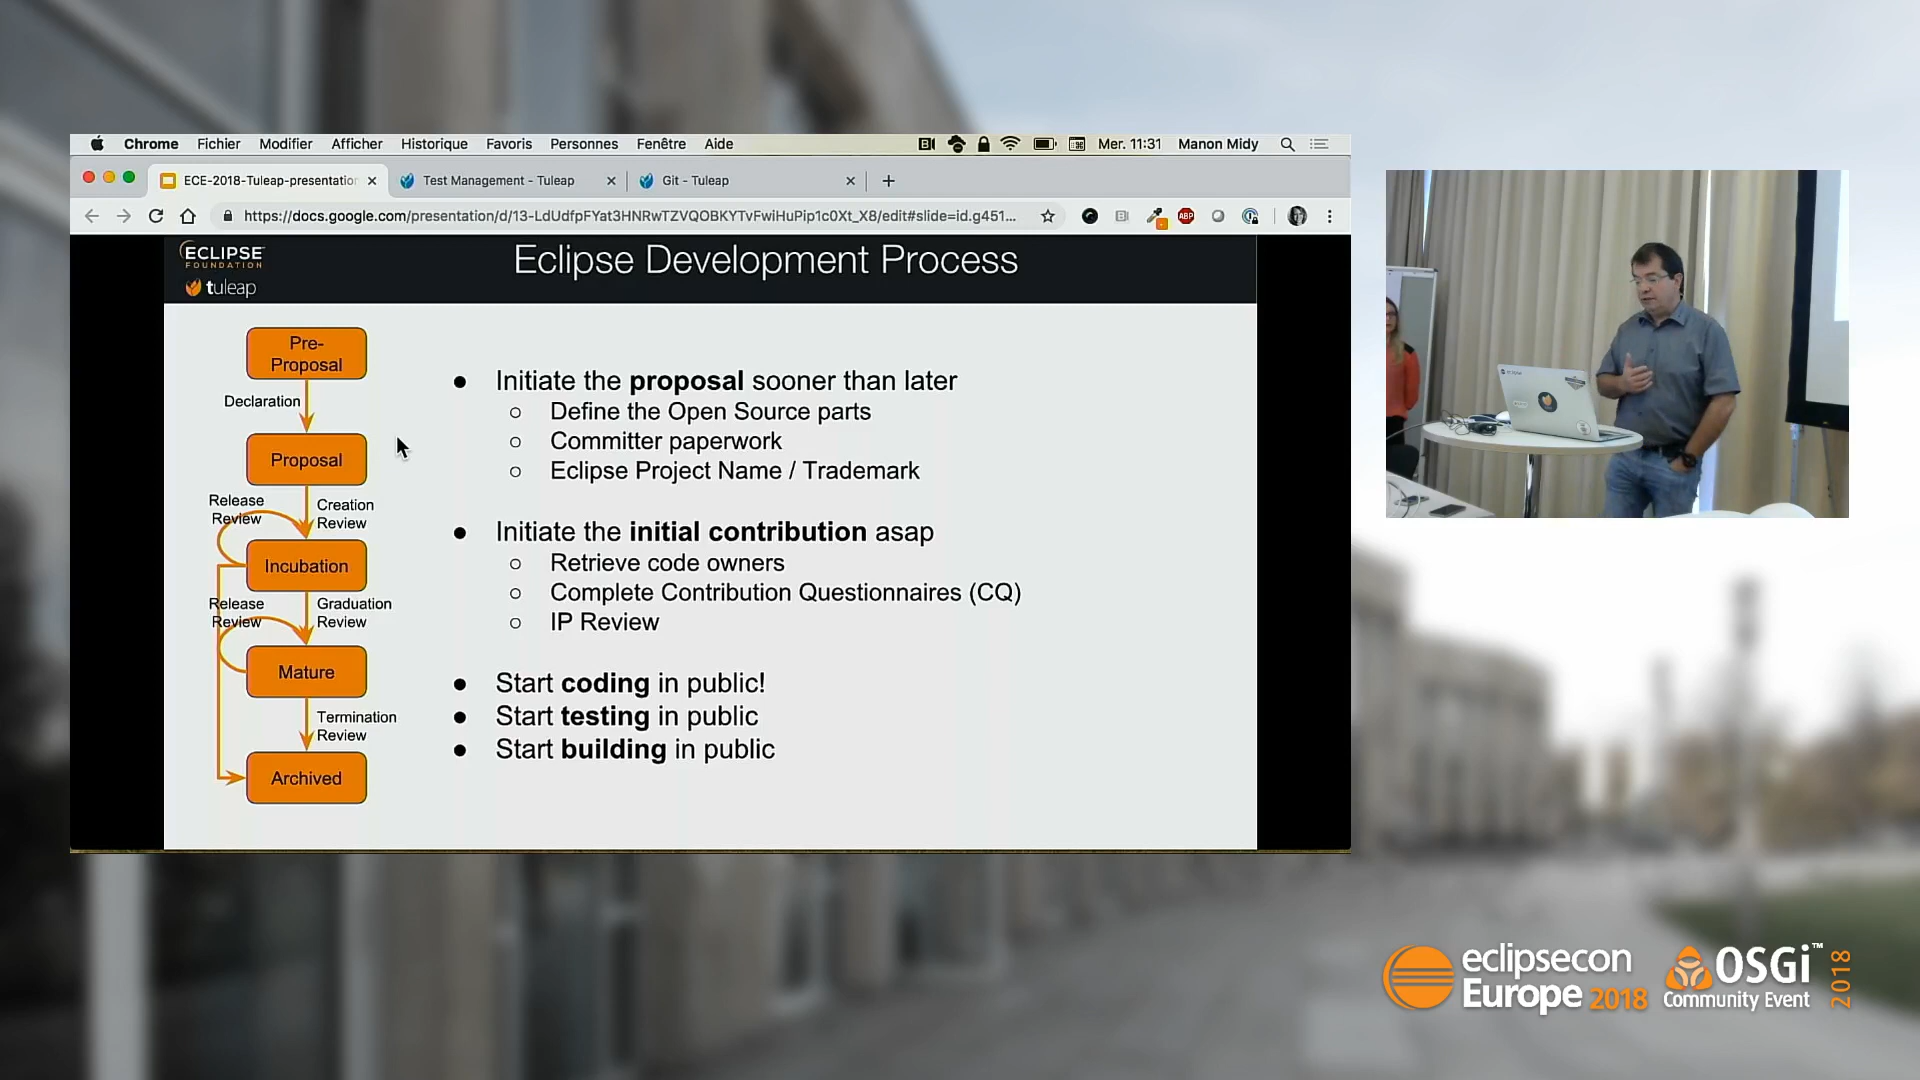 Chrome Fichier Modifier Afficher Historique Favoris Personnes Fenêtre Aide Mer. 11:31 Manon Midy
ECE-2018-Tuleap-presentation Test Management - Tuleap Git - Tuleap
https://docs.google.com/presentation/d/13-LdUdfpFYat3HNRwTZVQOBKYTvFwiHuPip1c0Xt_X8/edit#slide=id.g451...
ABP
ECLIPSE
FOUNDATION
tuleap
Eclipse Development Process
Pre-
Proposal
Declaration
Proposal
Release
Review
Creation
Review
Incubation
Release
Review
Graduation
Review
Mature
Termination
Review
Archived
● Initiate the proposal sooner than later
○ Define the Open Source parts
○ Committer paperwork
○ Eclipse Project Name / Trademark
● Initiate the initial contribution asap
○ Retrieve code owners
○ Complete Contribution Questionnaires (CQ)
○ IP Review
● Start coding in public!
● Start testing in public
● Start building in public
eclipsecon
Europe 2018
OSGi™
Community Event
2018